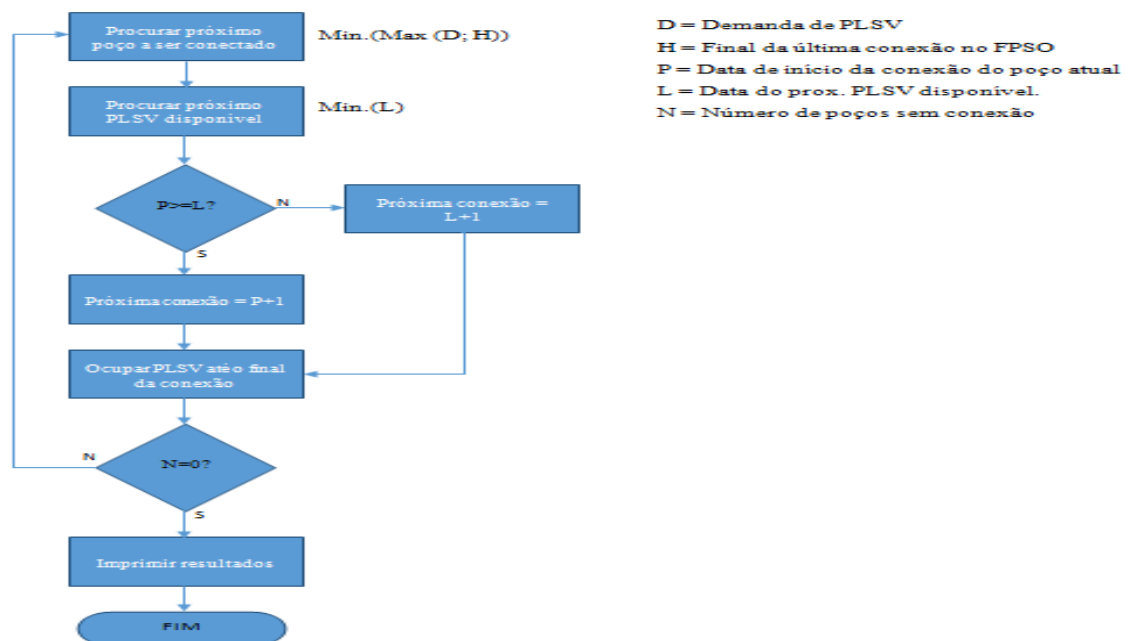 Procurar próximo
poço a ser conectado
Min.(Max (D; H))
D = Demanda de PLSV
H = Final da última conexão no FPSO
P = Data de início da conexão do poço atual
L = Data do prox. PLSV disponível.
N = Número de poços sem conexão
Procurar próximo
PLSV disponível
Min.(L)
P>=L?
N
Próxima conexão =
L+1
S
Próxima conexão = P+1
Ocupar PLSV até o final
da conexão
N=0?
N
S
Imprimir resultados
FIM